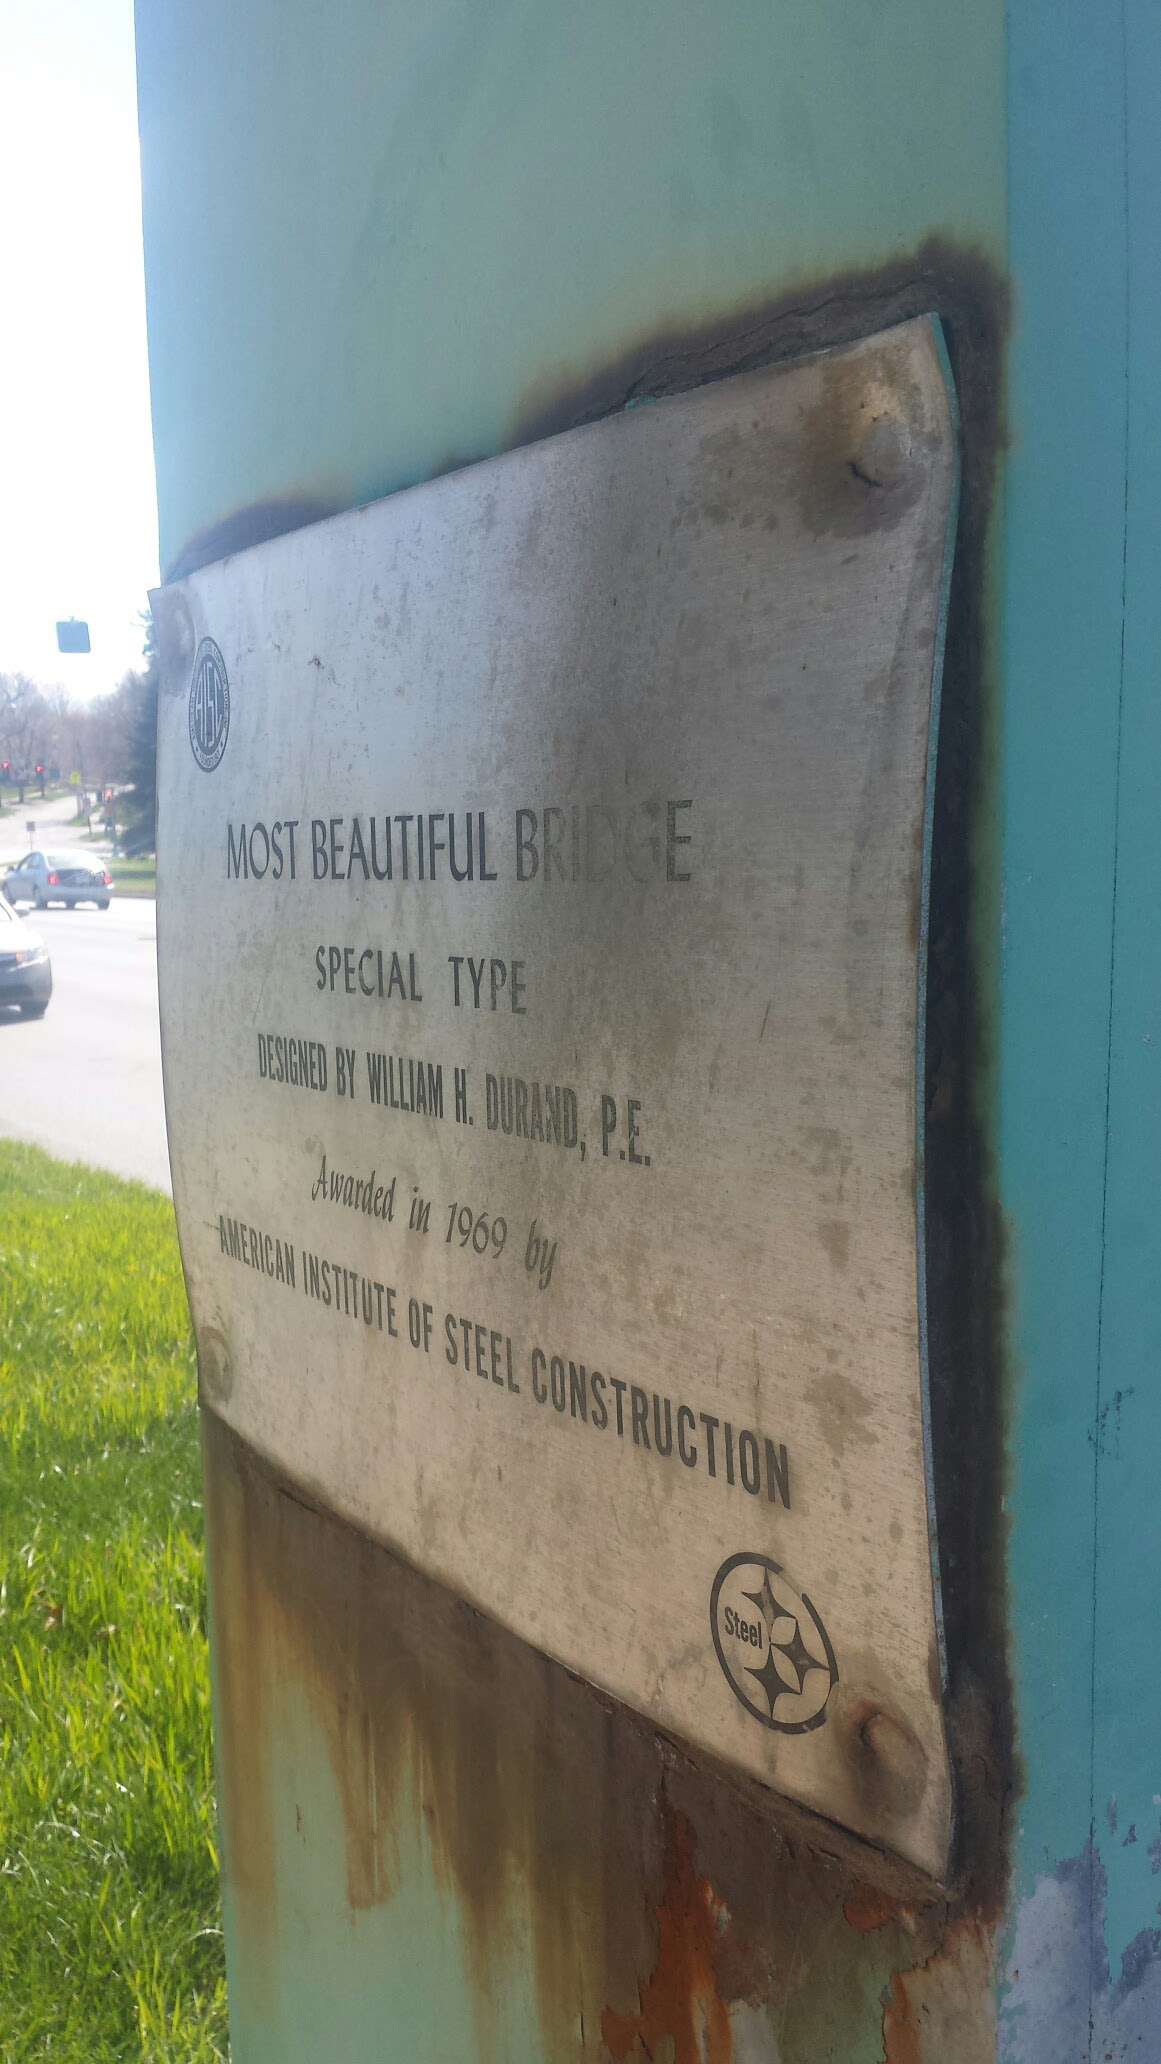 AISC
MOST BEAUTIFUL BRIDGE
SPECIAL TYPE
DESIGNED BY WILLIAM H. DURAND, P.E.
Awarded in 1969 by
AMERICAN INSTITUTE OF STEEL CONSTRUCTION
Steel